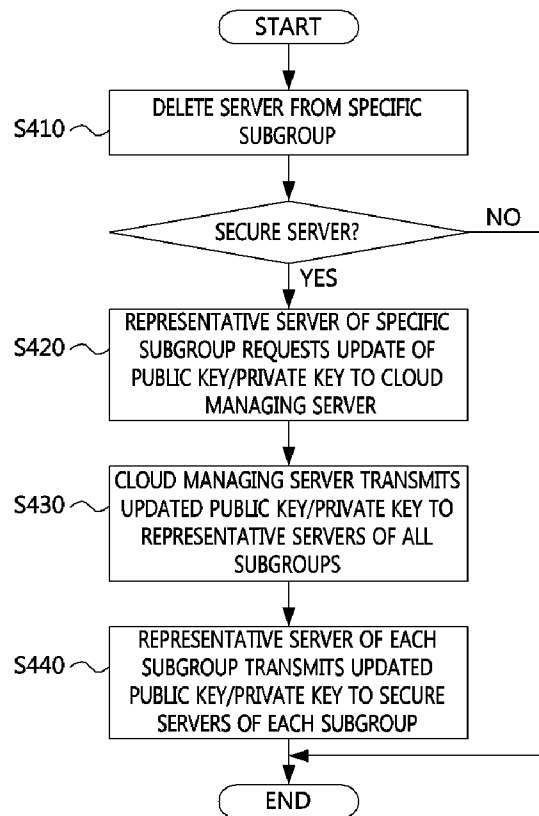 START
S410
DELETE SERVER FROM SPECIFIC
SUBGROUP
SECURE SERVER?
NO
YES
S420
REPRESENTATIVE SERVER OF SPECIFIC
SUBGROUP REQUESTS UPDATE OF
PUBLIC KEY/PRIVATE KEY TO CLOUD
MANAGING SERVER
S430
CLOUD MANAGING SERVER TRANSMITS
UPDATED PUBLIC KEY/PRIVATE KEY TO
REPRESENTATIVE SERVERS OF ALL
SUBGROUPS
S440
REPRESENTATIVE SERVER OF EACH
SUBGROUP TRANSMITS UPDATED
PUBLIC KEY/PRIVATE KEY TO SECURE
SERVERS OF EACH SUBGROUP
END